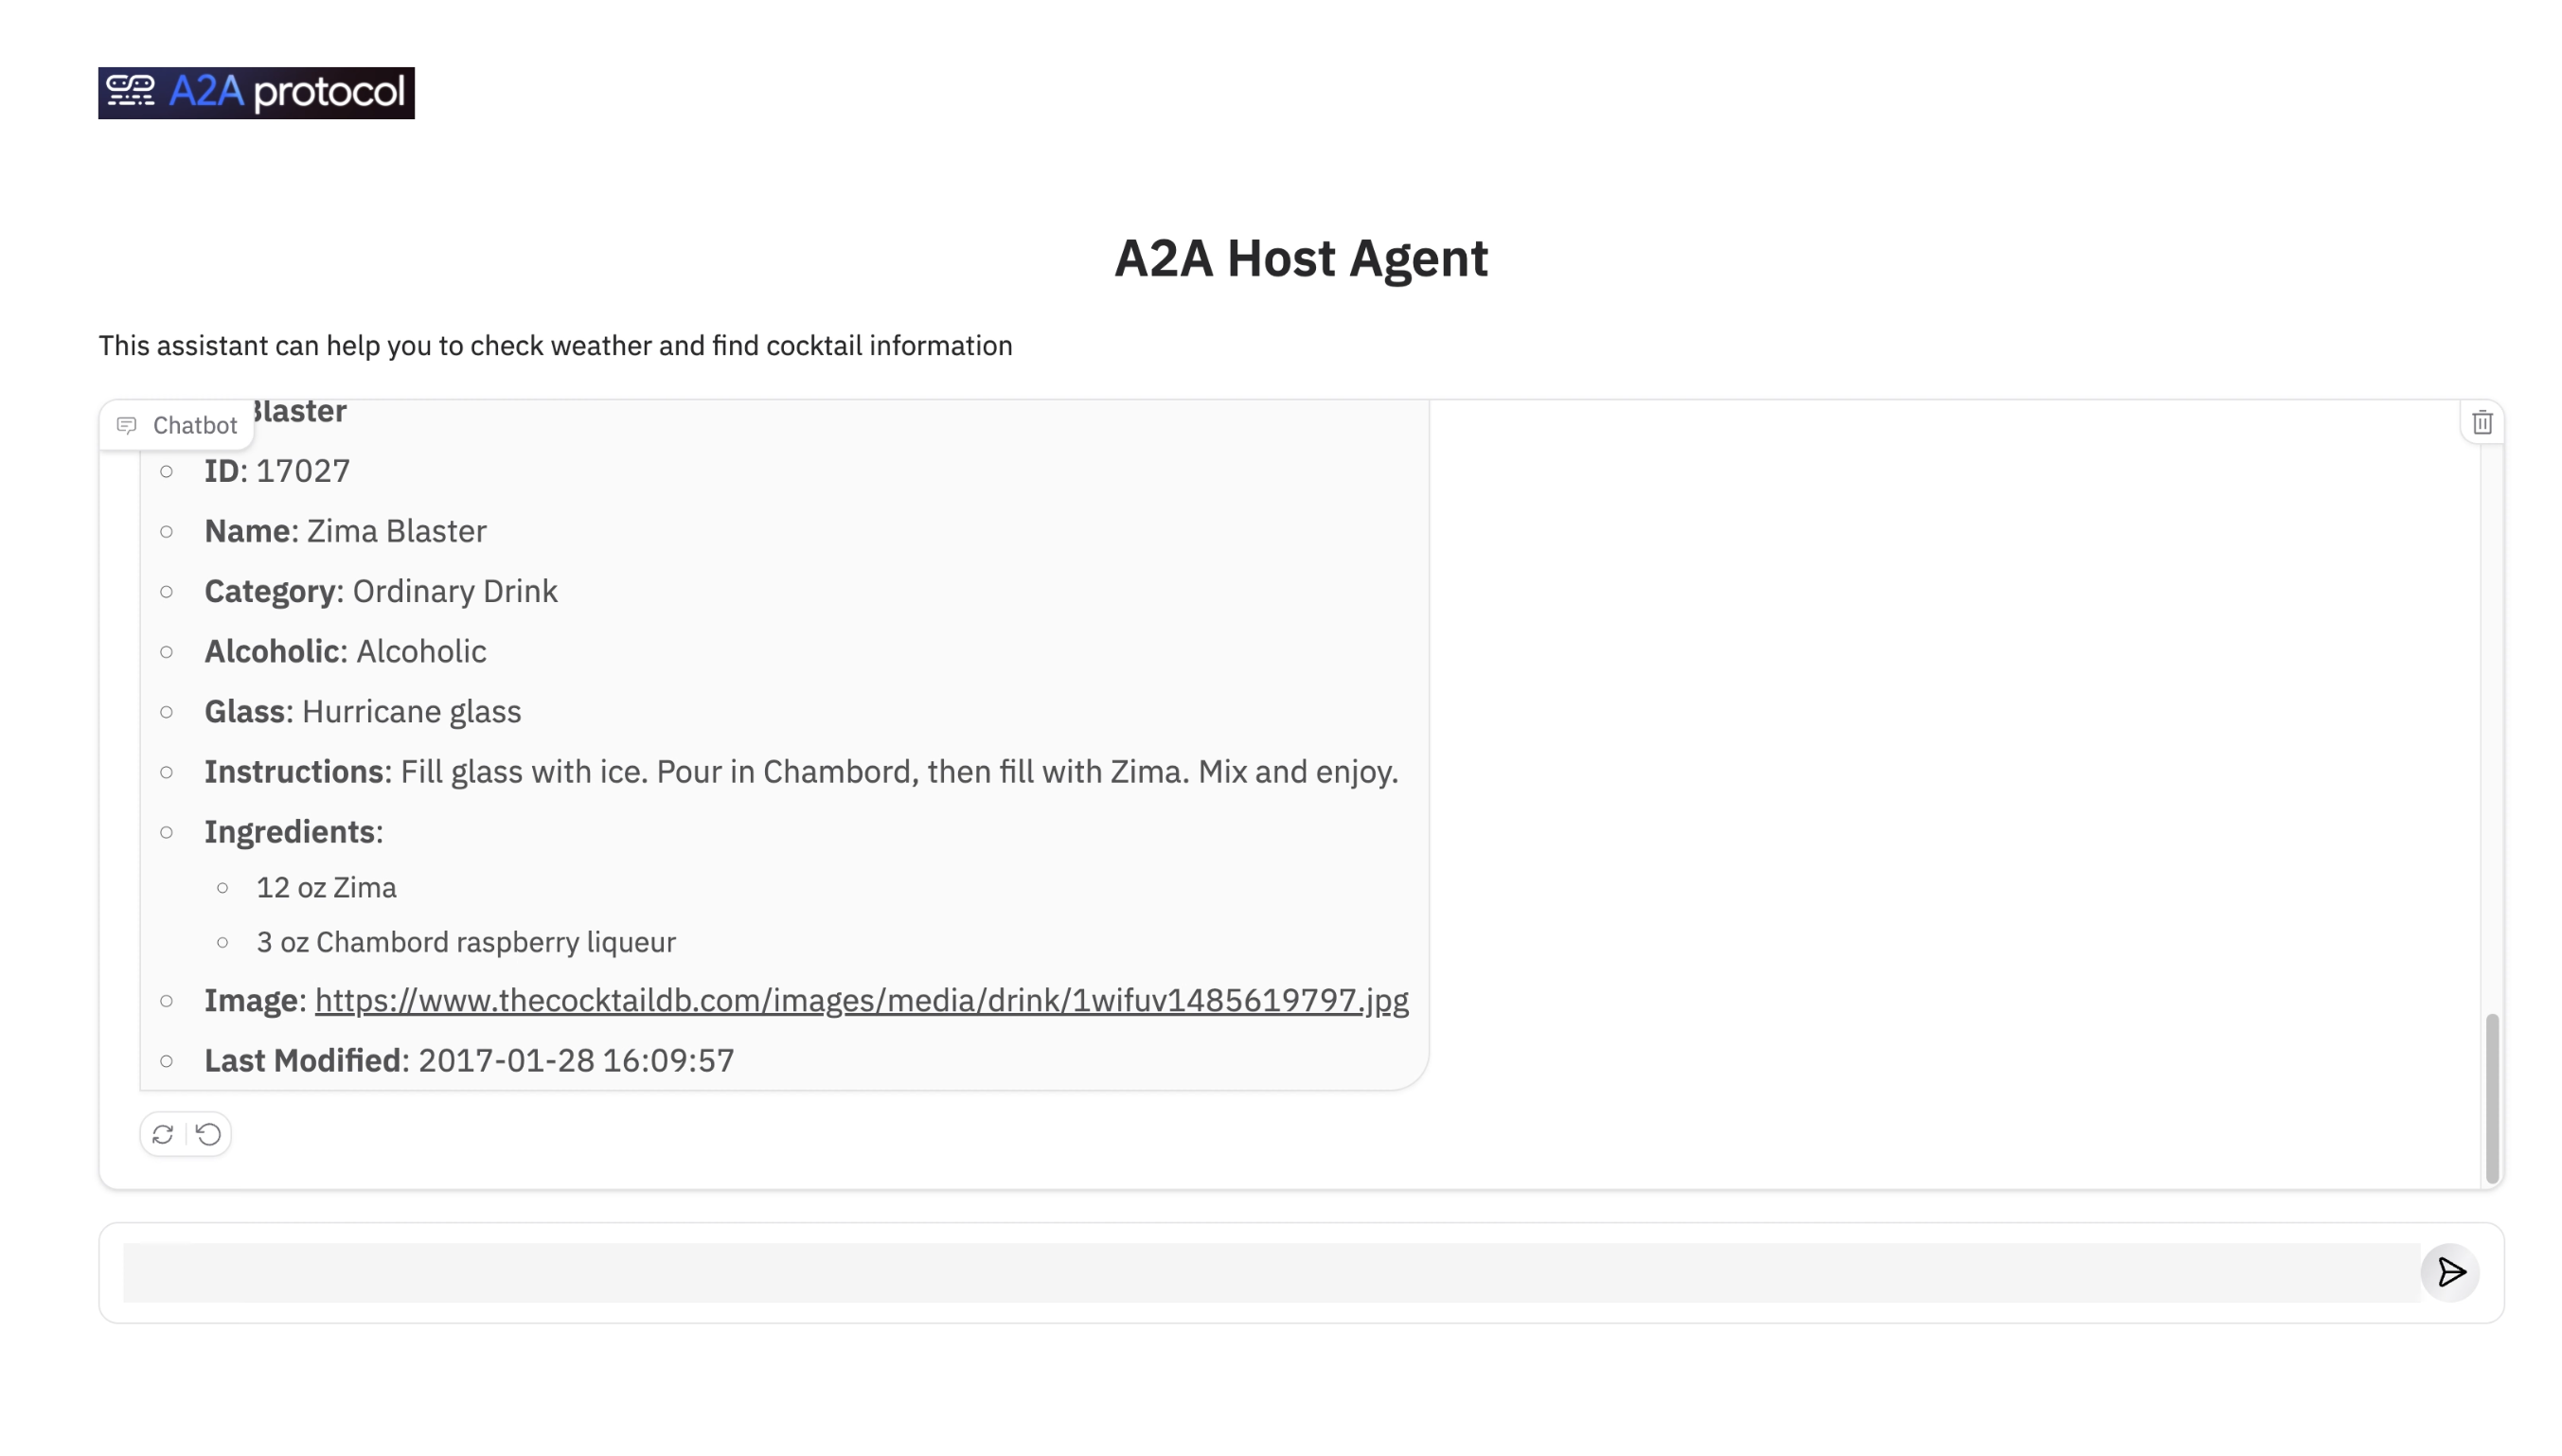 A2A protocol
A2A Host Agent
This assistant can help you to check weather and find cocktail information
Chatbot
Blaster
ID: 17027
Name: Zima Blaster
Category: Ordinary Drink
Alcoholic: Alcoholic
Glass: Hurricane glass
Instructions: Fill glass with ice. Pour in Chambord, then fill with Zima. Mix and enjoy.
Ingredients:
12 oz Zima
3 oz Chambord raspberry liqueur
Image: https://www.thecocktaildb.com/images/media/drink/1wifuv1485619797.jpg
Last Modified: 2017-01-28 16:09:57